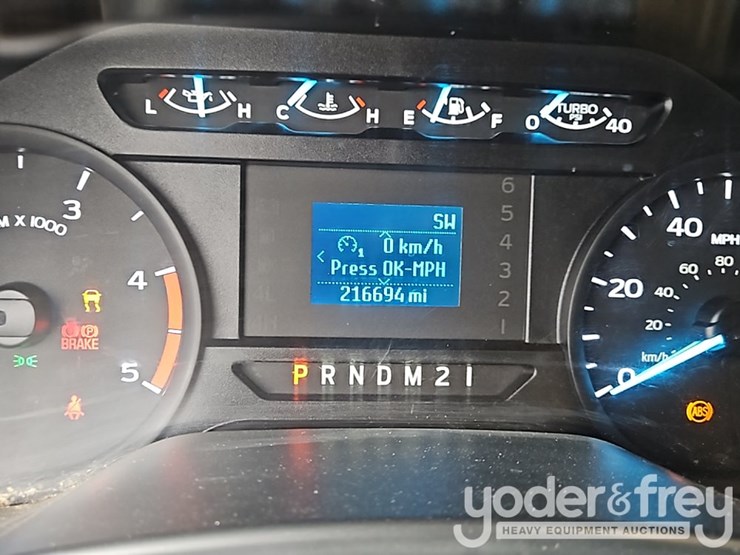 L H C H E F TURBO PSI 0 40
6
5
4
3
2
1
SW
1 0 km/h
Press OK-MPH
216694 mi
3
X 1000
4
5
BRAKE
P
40 MPH
60 80
20 40
20
km/h
0
ABS
P R N D M 2 1
yoder&frey
HEAVY EQUIPMENT AUCTIONS